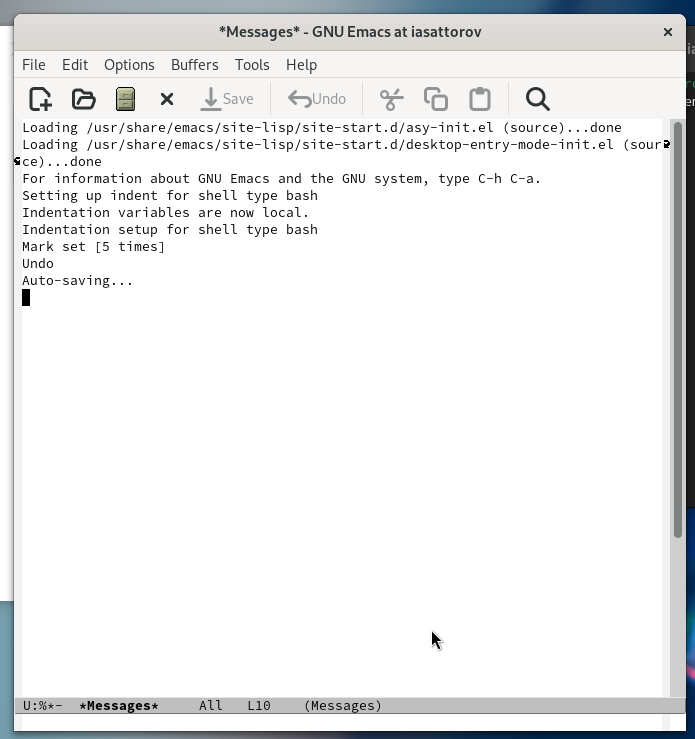 *Messages* - GNU Emacs at iasattorov
File Edit Options Buffers Tools Help
Save Undo
Loading /usr/share/emacs/site-lisp/site-start.d/asy-init.el (source)...done
Loading /usr/share/emacs/site-lisp/site-start.d/desktop-entry-mode-init.el (sour
ce)...done
For information about GNU Emacs and the GNU system, type C-h C-a.
Setting up indent for shell type bash
Indentation variables are now local.
Indentation setup for shell type bash
Mark set [5 times]
Undo
Auto-saving...
U:%*- *Messages* All L10 (Messages)